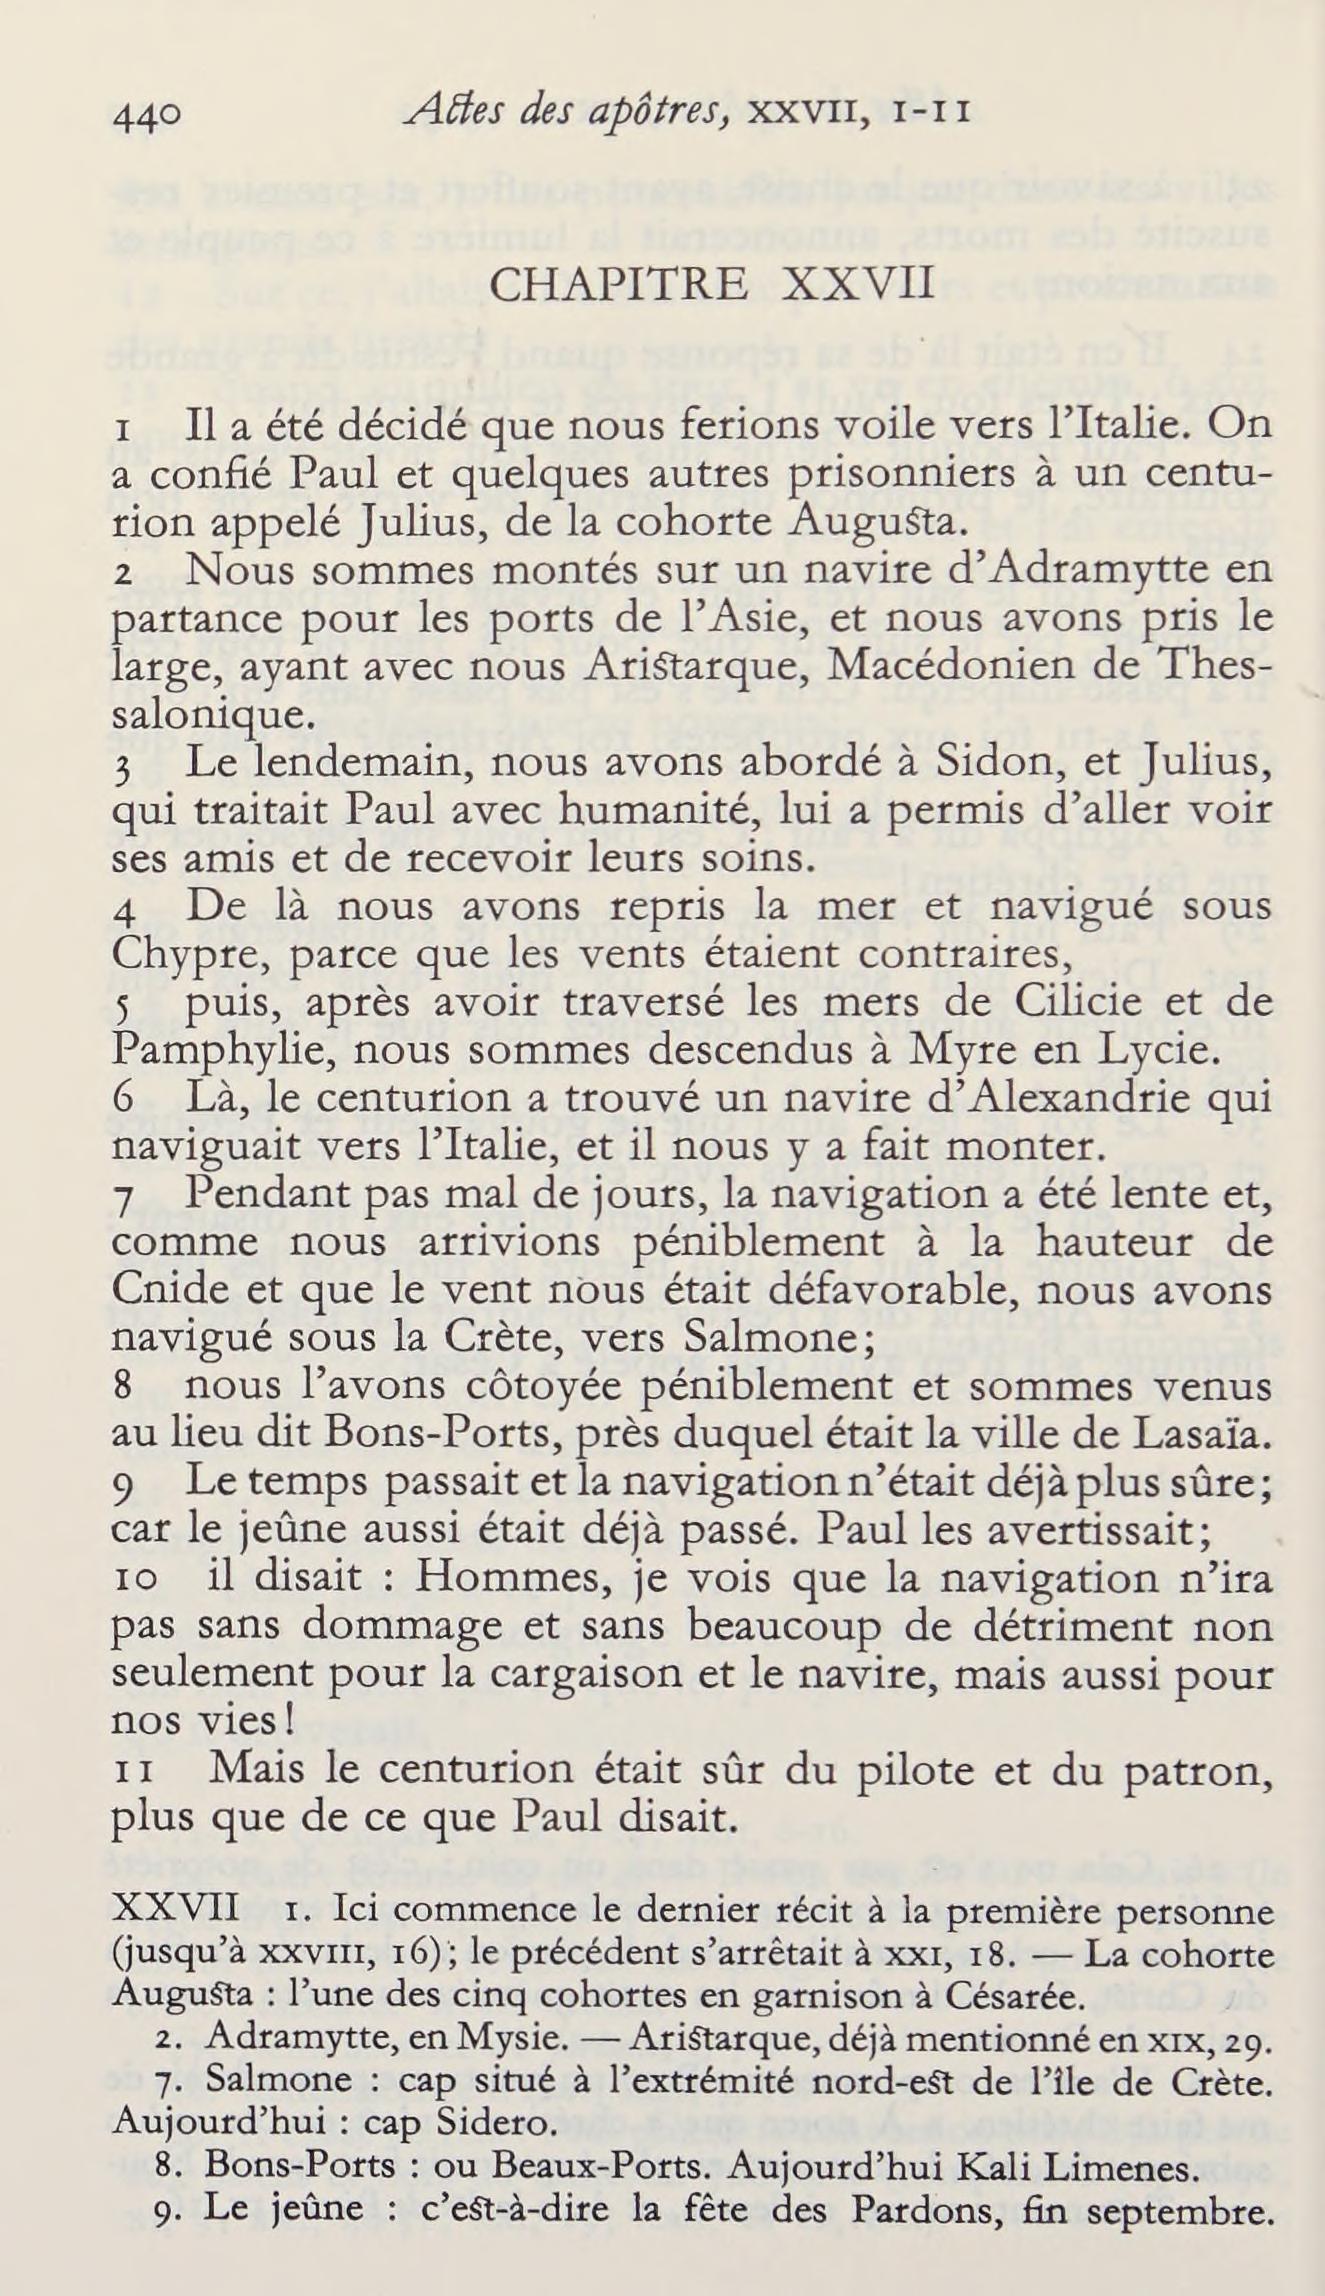 440 Actes des apôtres, XXVII, 1-11
CHAPITRE XXVII
1 Il a été décidé que nous ferions voile vers l’Italie. On
a confié Paul et quelques autres prisonniers à un centu-
rion appelé Julius, de la cohorte Augusta.
2 Nous sommes montés sur un navire d’Adramytte en
partance pour les ports de l’Asie, et nous avons pris le
large, ayant avec nous Aristarque, Macédonien de Thes-
salonique.
3 Le lendemain, nous avons abordé à Sidon, et Julius,
qui traitait Paul avec humanité, lui a permis d’aller voir
ses amis et de recevoir leurs soins.
4 De là nous avons repris la mer et navigué sous
Chypre, parce que les vents étaient contraires,
5 puis, après avoir traversé les mers de Cilicie et de
Pamphylie, nous sommes descendus à Myre en Lycie.
6 Là, le centurion a trouvé un navire d’Alexandrie qui
naviguait vers l’Italie, et il nous y a fait monter.
7 Pendant pas mal de jours, la navigation a été lente et,
comme nous arrivions péniblement à la hauteur de
Cnide et que le vent nous était défavorable, nous avons
navigué sous la Crète, vers Salmone;
8 nous l’avons côtoyée péniblement et sommes venus
au lieu dit Bons-Ports, près duquel était la ville de Lasaïa.
9 Le temps passait et la navigation n’était déjà plus sûre;
car le jeûne aussi était déjà passé. Paul les avertissait;
10 il disait : Hommes, je vois que la navigation n’ira
pas sans dommage et sans beaucoup de détriment non
seulement pour la cargaison et le navire, mais aussi pour
nos vies!
11 Mais le centurion était sûr du pilote et du patron,
plus que de ce que Paul disait.
XXVII 1. Ici commence le dernier récit à la première personne
(jusqu’à XXVIII, 16); le précédent s’arrêtait à XXI, 18. — La cohorte
Augusta : l’une des cinq cohortes en garnison à Césarée.
2. Adramytte, en Mysie. — Aristarque, déjà mentionné en XIX, 29.
7. Salmone : cap situé à l’extrémité nord-est de l’île de Crète.
Aujourd’hui : cap Sidero.
8. Bons-Ports : ou Beaux-Ports. Aujourd’hui Kali Limenes.
9. Le jeûne : c’est-à-dire la fête des Pardons, fin septembre.